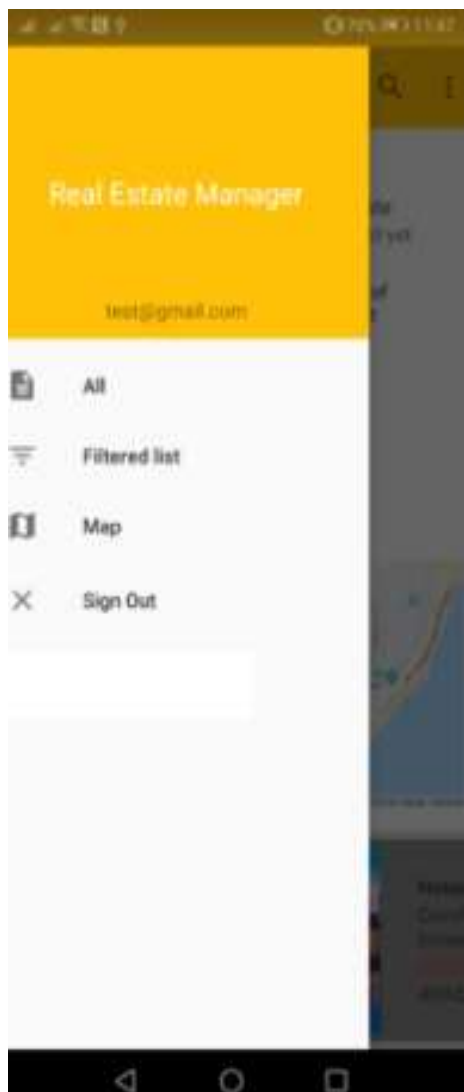 Real Estate Manager
test@gmail.com
All
Filtered list
Map
Sign Out